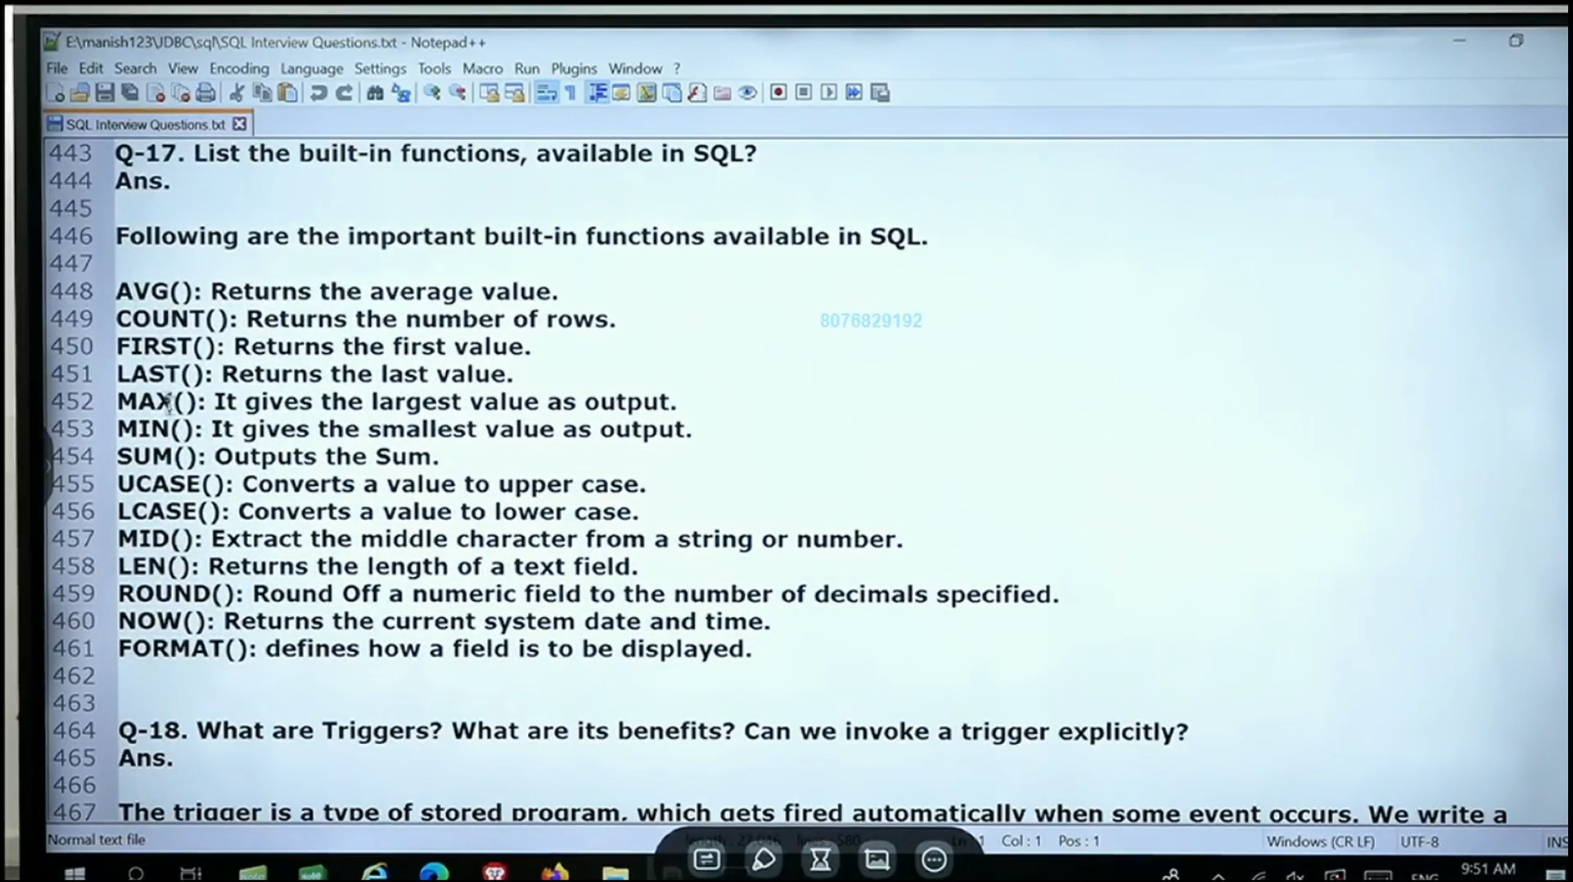 E:\manish123\JDBC\sql\SQL Interview Questions.txt - Notepad++
File Edit Search View Encoding Language Settings Tools Macro Run Plugins Window ?
SQL Interview Questions.txt
443 Q-17. List the built-in functions, available in SQL?
444 Ans.
445
446 Following are the important built-in functions available in SQL.
447
448 AVG(): Returns the average value.
449 COUNT(): Returns the number of rows.
8076829192
450 FIRST(): Returns the first value.
451 LAST(): Returns the last value.
452 MAX(): It gives the largest value as output.
453 MIN(): It gives the smallest value as output.
454 SUM(): Outputs the Sum.
455 UCASE(): Converts a value to upper case.
456 LCASE(): Converts a value to lower case.
457 MID(): Extract the middle character from a string or number.
458 LEN(): Returns the length of a text field.
459 ROUND(): Round Off a numeric field to the number of decimals specified.
460 NOW(): Returns the current system date and time.
461 FORMAT(): defines how a field is to be displayed.
462
463
464 Q-18. What are Triggers? What are its benefits? Can we invoke a trigger explicitly?
465 Ans.
466
467 The trigger is a type of stored program, which gets fired automatically when some event occurs. We write a
Normal text file Col : 1 Pos : 1 Windows (CR LF) UTF-8 INS
ENG 9:51 AM